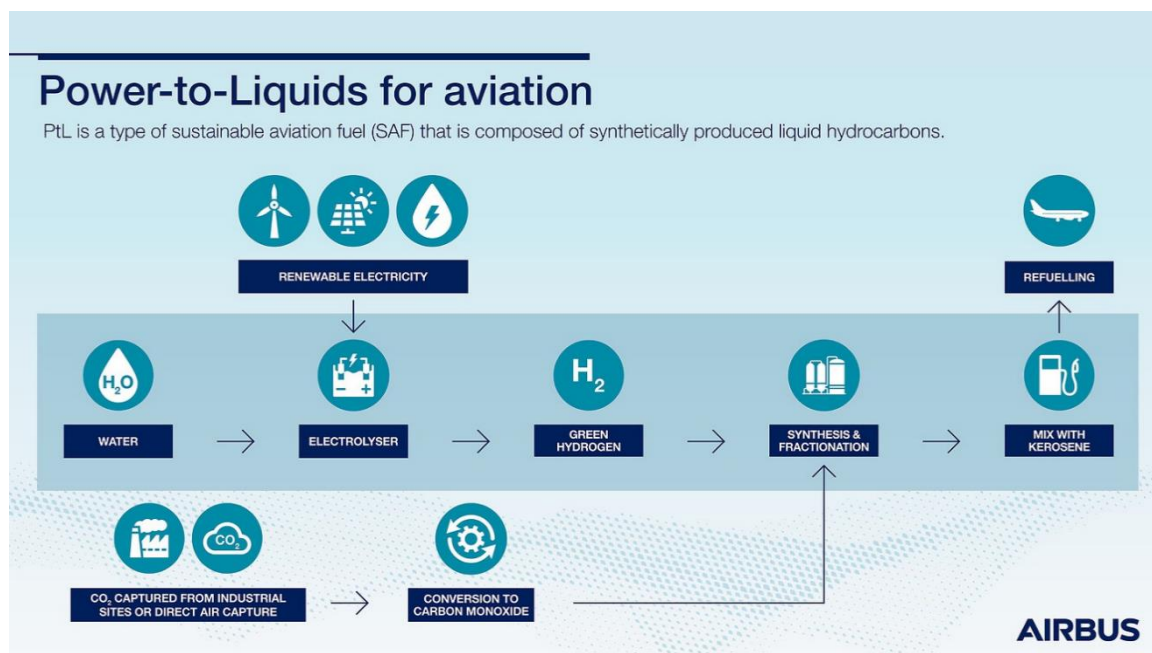 Power-to-Liquids for aviation
PtL is a type of sustainable aviation fuel (SAF) that is composed of synthetically produced liquid hydrocarbons.
RENEWABLE ELECTRICITY
REFUELLING
H₂O
H₂
WATER
ELECTROLYSER
GREEN
HYDROGEN
SYNTHESIS &
FRACTIONATION
MIX WITH
KEROSENE
CO₂
CO₂ CAPTURED FROM INDUSTRIAL
SITES OR DIRECT AIR CAPTURE
CONVERSION TO
CARBON MONOXIDE
AIRBUS